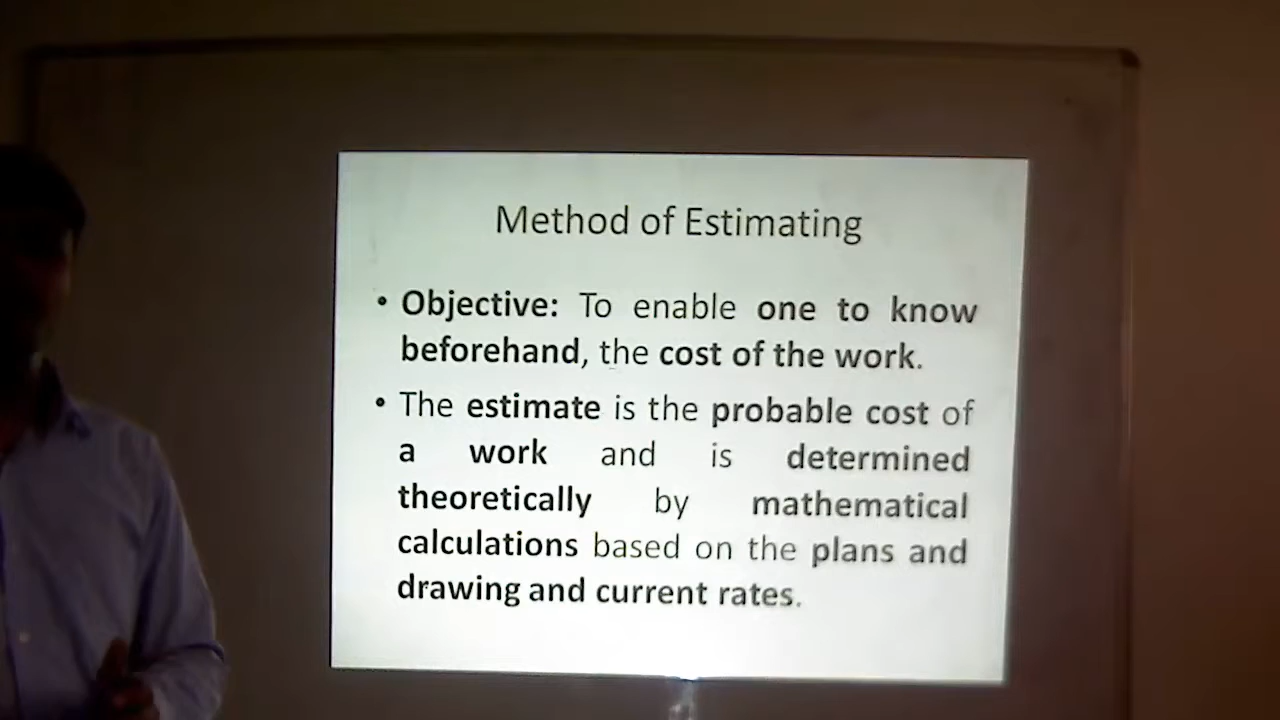 Method of Estimating
• Objective: To enable one to know
beforehand, the cost of the work.
• The estimate is the probable cost of
a work and is determined
theoretically by mathematical
calculations based on the plans and
drawing and current rates.